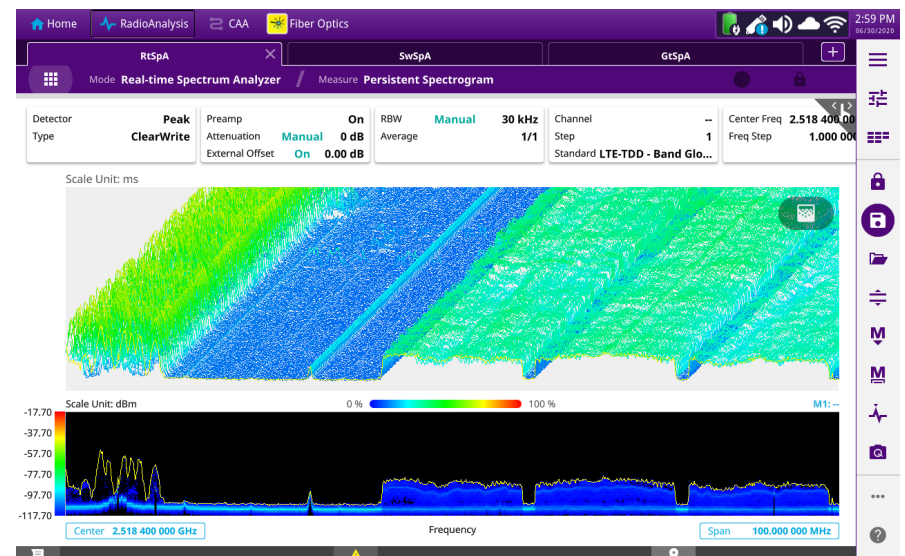 Home RadioAnalysis CAA Fiber Optics 2:59 PM
06/30/2020
RtSpA SwSpA GtSpA
Mode Real-time Spectrum Analyzer / Measure Persistent Spectrogram
Detector Peak
Type ClearWrite
Preamp On
Attenuation Manual 0 dB
External Offset On 0.00 dB
RBW Manual 30 kHz
Average 1/1
Channel --
Step 1
Standard LTE-TDD - Band Glo...
Center Freq 2.518 400 00
Freq Step 1.000 000
Scale Unit: ms
Scale Unit: dBm 0 % 100 % M1: --
-17.70
-37.70
-57.70
-77.70
-97.70
-117.70
Center 2.518 400 000 GHz Frequency Span 100.000 000 MHz
M
M